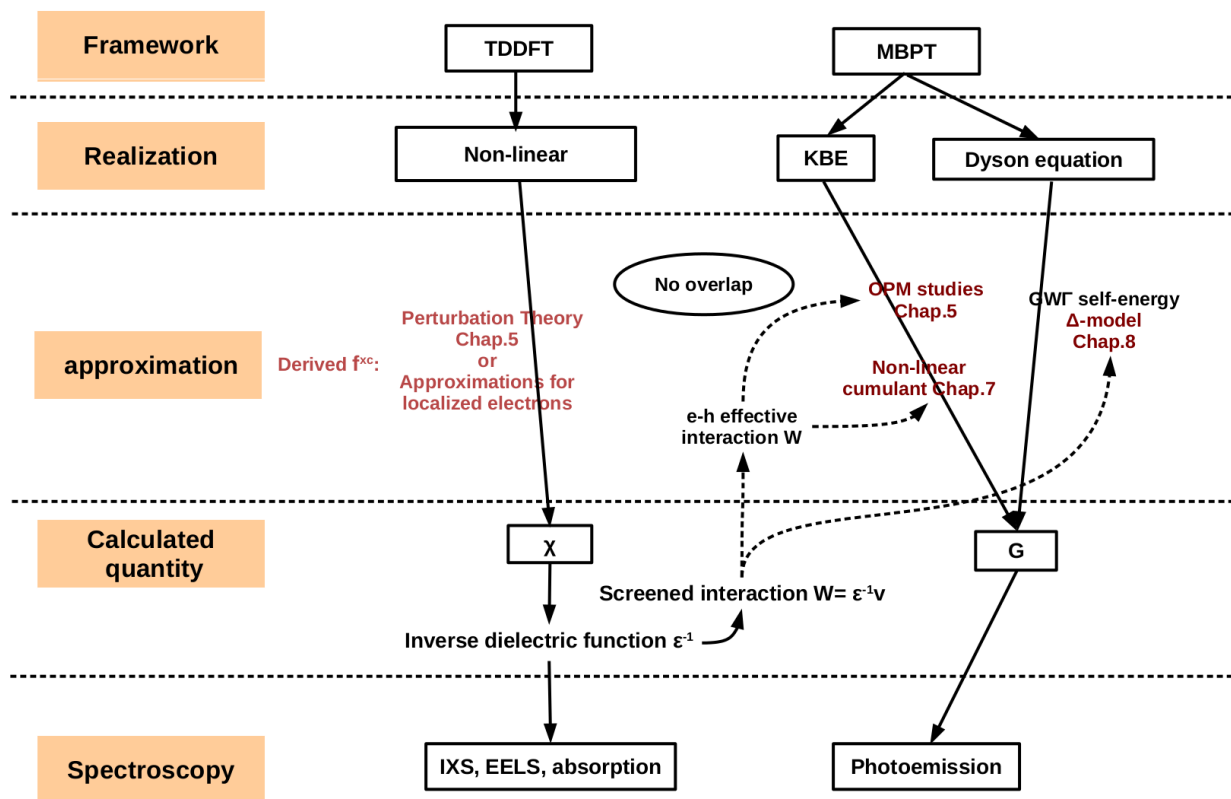 Framework
TDDFT
MBPT
Realization
Non-linear
KBE
Dyson equation
No overlap
approximation
Derived fˣᶜ:
Perturbation Theory
Chap.5
or
Approximations for
localized electrons
OPM studies
Chap.5
GWΓ self-energy
Δ-model
Chap.8
Non-linear
cumulant Chap.7
e-h effective
interaction W
Calculated
quantity
χ
G
Screened interaction W= ε⁻¹v
Inverse dielectric function ε⁻¹
Spectroscopy
IXS, EELS, absorption
Photoemission